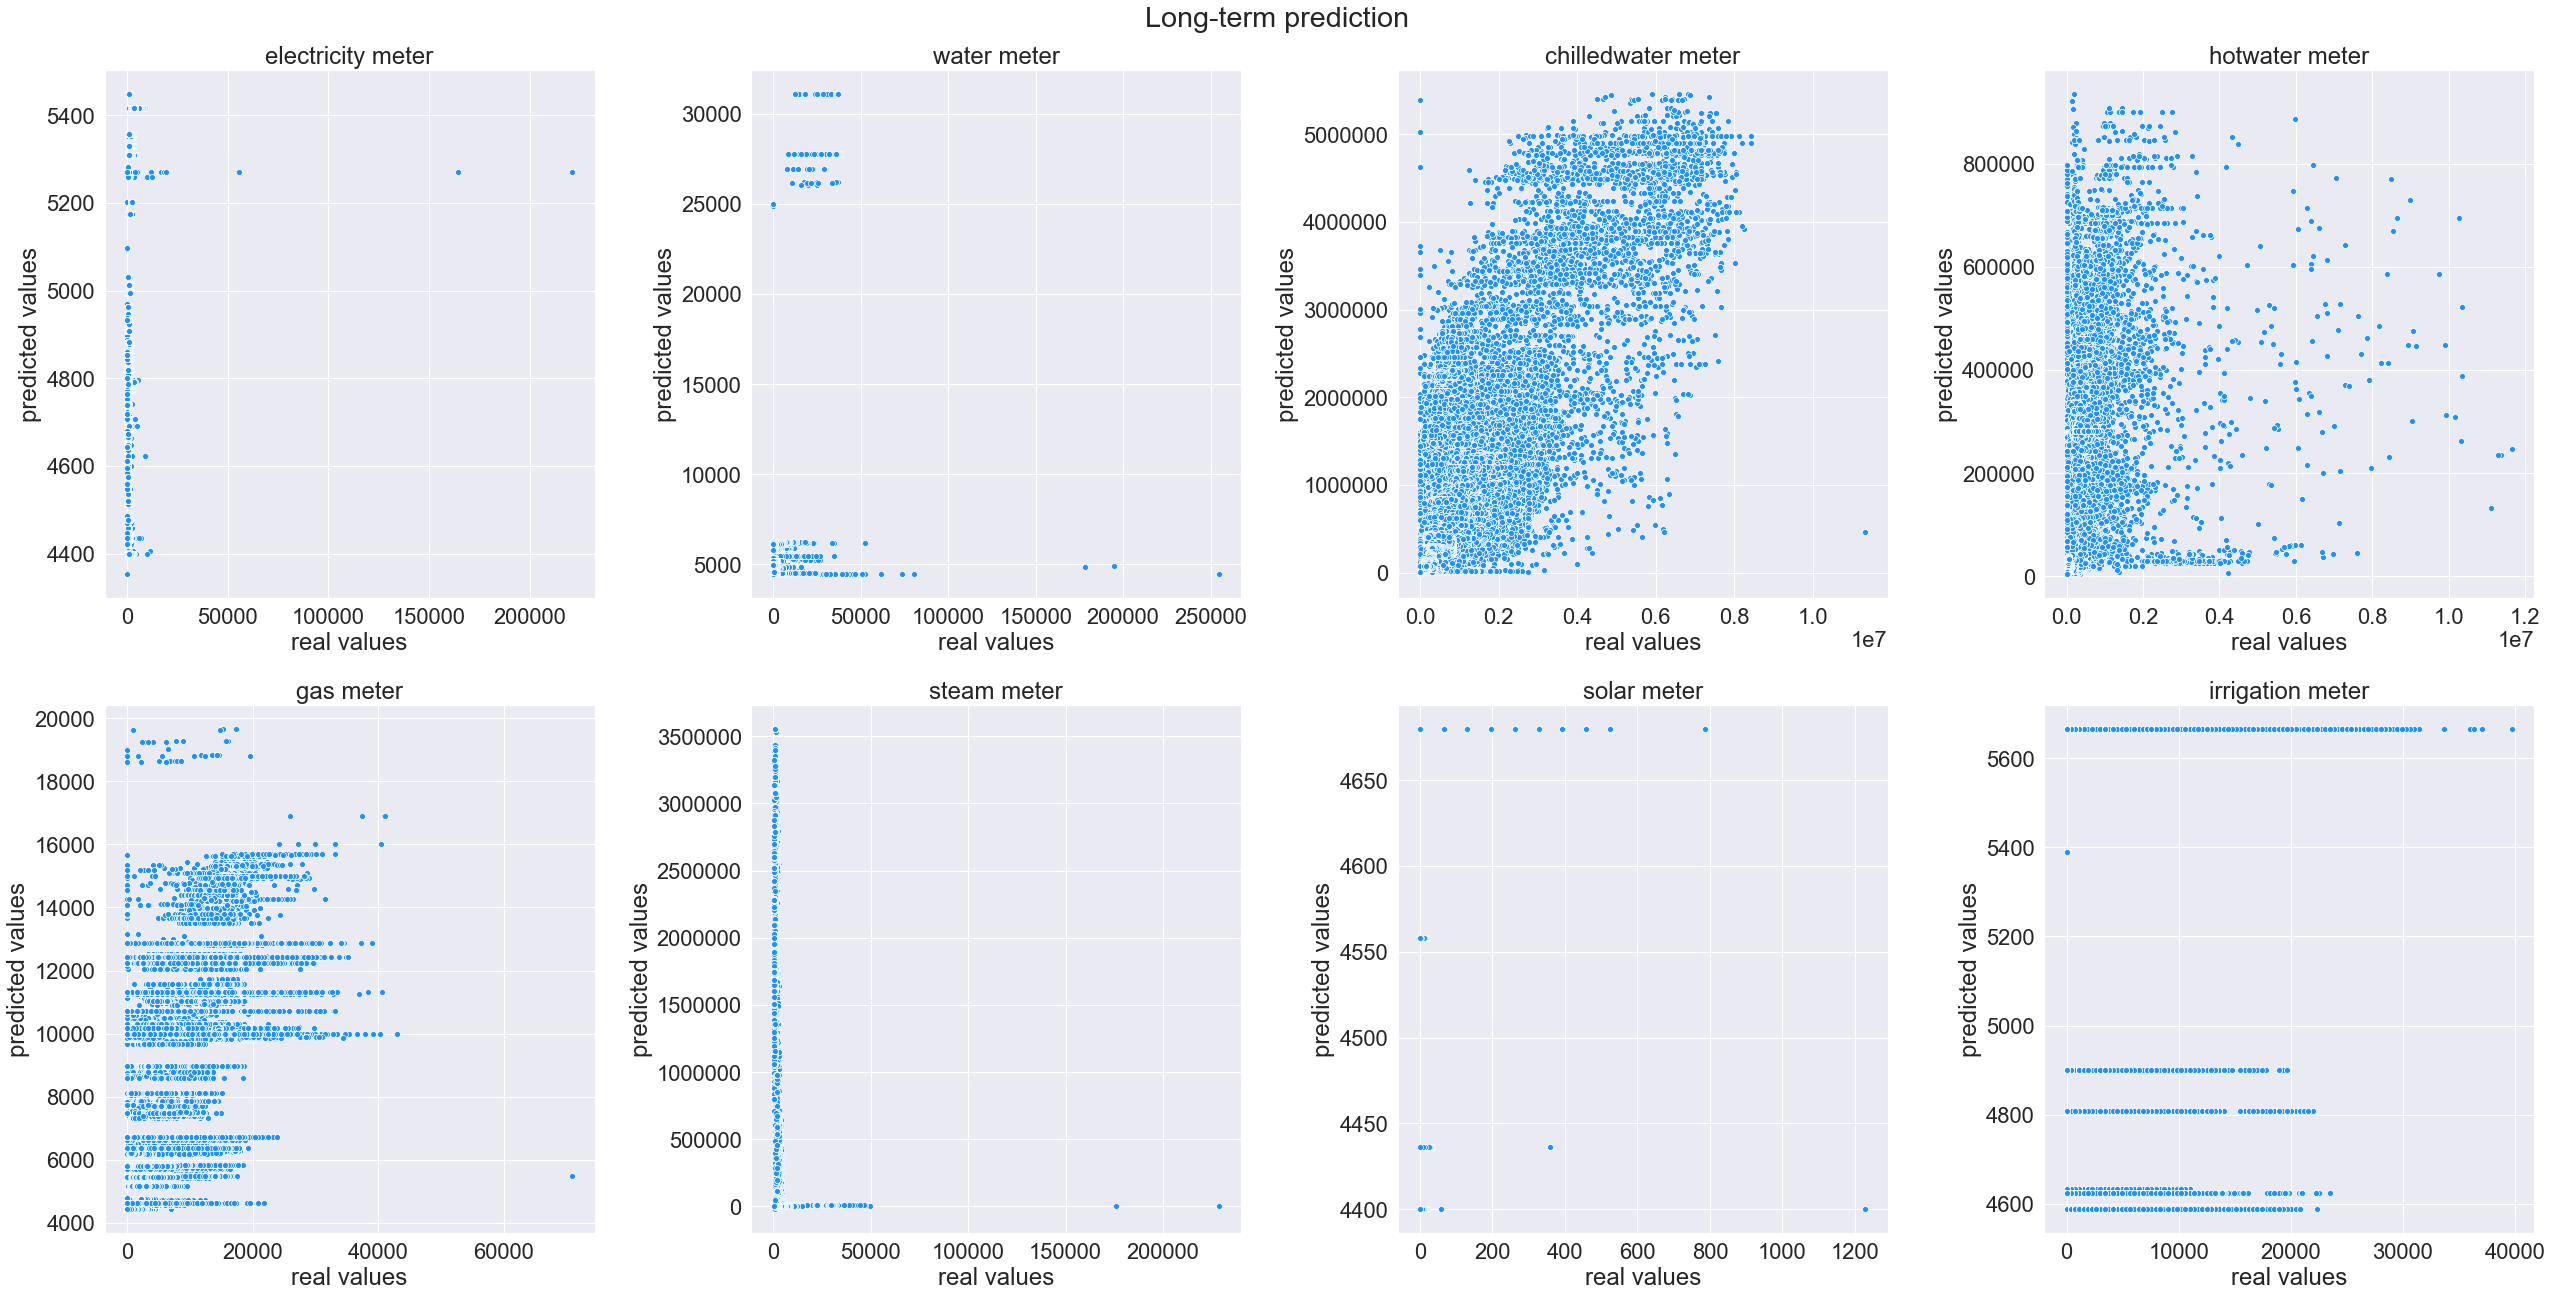 Long-term prediction
electricity meter
predicted values
5400
5200
5000
4800
4600
4400
0 50000 100000 150000 200000
real values
water meter
predicted values
30000
25000
20000
15000
10000
5000
0 50000 100000 150000 200000 250000
real values
chilledwater meter
predicted values
5000000
4000000
3000000
2000000
1000000
0
0.0 0.2 0.4 0.6 0.8 1.0
1e7
real values
hotwater meter
predicted values
800000
600000
400000
200000
0
0.0 0.2 0.4 0.6 0.8 1.0 1.2
1e7
real values
gas meter
predicted values
20000
18000
16000
14000
12000
10000
8000
6000
4000
0 20000 40000 60000
real values
steam meter
predicted values
3500000
3000000
2500000
2000000
1500000
1000000
500000
0
0 50000 100000 150000 200000
real values
solar meter
predicted values
4650
4600
4550
4500
4450
4400
0 200 400 600 800 1000 1200
real values
irrigation meter
predicted values
5600
5400
5200
5000
4800
4600
0 10000 20000 30000 40000
real values